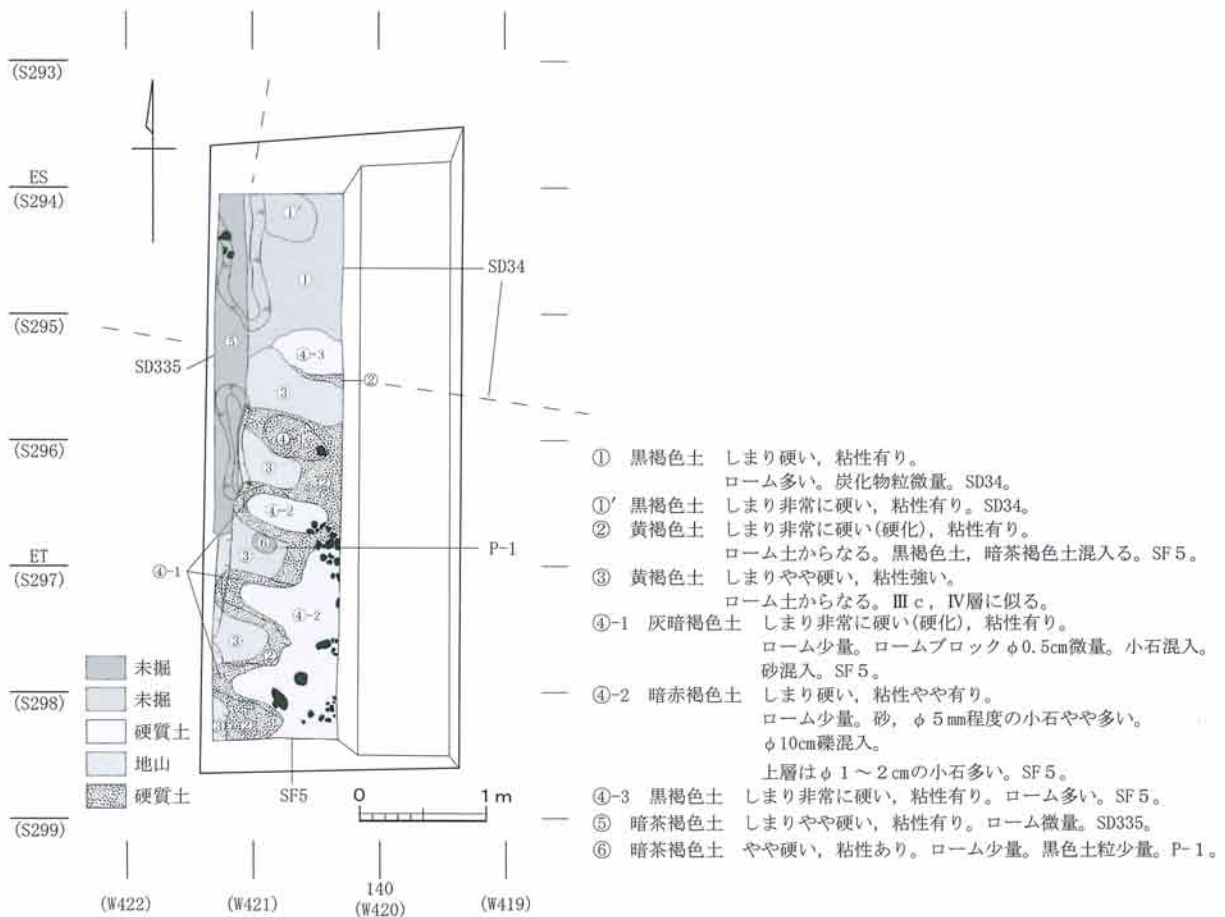 (S293)
ES
(S294)
(S295)
(S296)
ET
(S297)
(S298)
(S299)
(W422)
(W421)
140
(W420)
(W419)
SD34
SD335
②
P-1
④-1
SF5
①′
①
⑤
④-3
③
④-1
③
④-2
③
⑥
④-2
③
②
③
未掘
未掘
硬質土
地山
硬質土
0 1m
① 黒褐色土 しまり硬い，粘性有り。
ローム多い。炭化物粒微量。SD34。
①′ 黒褐色土 しまり非常に硬い，粘性有り。SD34。
② 黄褐色土 しまり非常に硬い(硬化)，粘性有り。
ローム土からなる。黒褐色土，暗茶褐色土混入る。SF5。
③ 黄褐色土 しまりやや硬い，粘性強い。
ローム土からなる。Ⅲc，Ⅳ層に似る。
④-1 灰暗褐色土 しまり非常に硬い(硬化)，粘性有り。
ローム少量。ロームブロックφ0.5㎝微量。小石混入。
砂混入。SF5。
④-2 暗赤褐色土 しまり硬い，粘性やや有り。
ローム少量。砂，φ5㎜程度の小石やや多い。
φ10㎝礫混入。
上層はφ1～2㎝の小石多い。SF5。
④-3 黒褐色土 しまり非常に硬い，粘性有り。ローム多い。SF5。
⑤ 暗茶褐色土 しまりやや硬い，粘性有り。ローム微量。SD335。
⑥ 暗茶褐色土 やや硬い，粘性あり。ローム少量。黒色土粒少量。P-1。